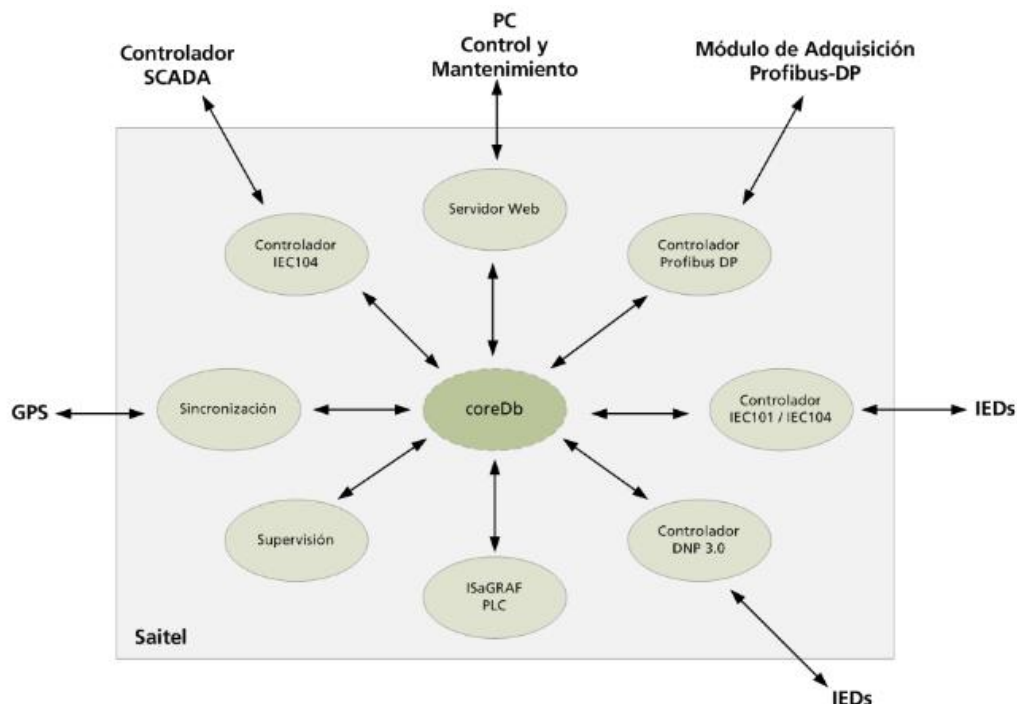 PC
Control y
Mantenimiento
Controlador
SCADA
Módulo de Adquisición
Profibus-DP
Servidor Web
Controlador
IEC104
Controlador
Profibus DP
GPS
Sincronización
coreDb
Controlador
IEC101 / IEC104
IEDs
Supervisión
ISaGRAF
PLC
Controlador
DNP 3.0
Saitel
IEDs